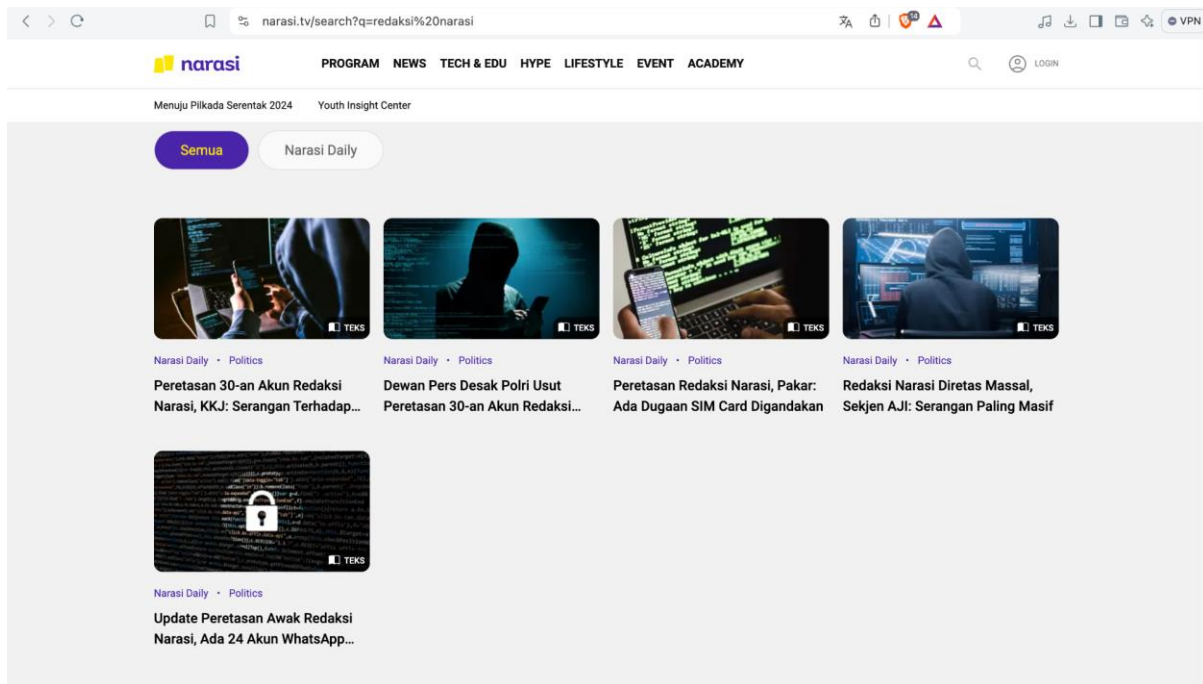 narasi.tv/search?q=redaksi%20narasi
14
VPN
narasi
PROGRAM NEWS TECH & EDU HYPE LIFESTYLE EVENT ACADEMY
LOGIN
Menuju Pilkada Serentak 2024 Youth Insight Center
Semua Narasi Daily
TEKS TEKS TEKS TEKS
Narasi Daily • Politics
Peretasan 30-an Akun Redaksi
Narasi, KKJ: Serangan Terhadap...
Narasi Daily • Politics
Dewan Pers Desak Polri Usut
Peretasan 30-an Akun Redaksi...
Narasi Daily • Politics
Peretasan Redaksi Narasi, Pakar:
Ada Dugaan SIM Card Digandakan
Narasi Daily • Politics
Redaksi Narasi Diretas Massal,
Sekjen AJI: Serangan Paling Masif
TEKS
Narasi Daily • Politics
Update Peretasan Awak Redaksi
Narasi, Ada 24 Akun WhatsApp...